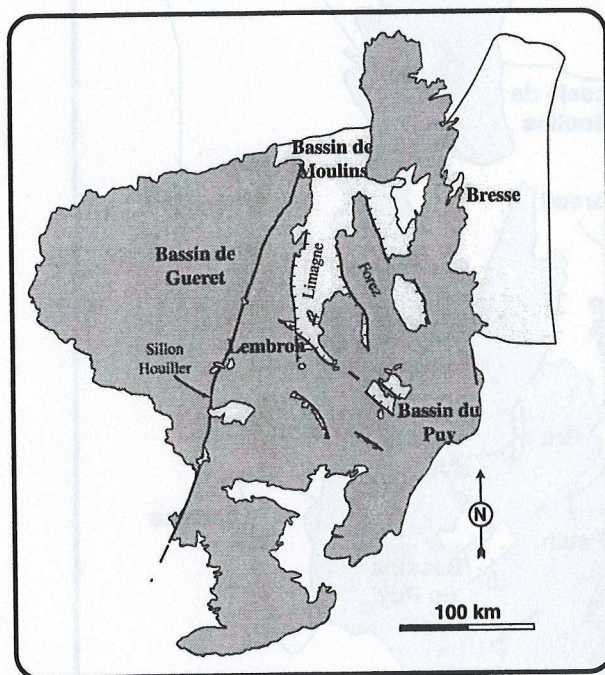 Bassin de
Moulins
Bresse
Bassin de
Gueret
Limagne
Forez
Sillon
Houiller
Lembron
Bassin du
Puy
N
100 km